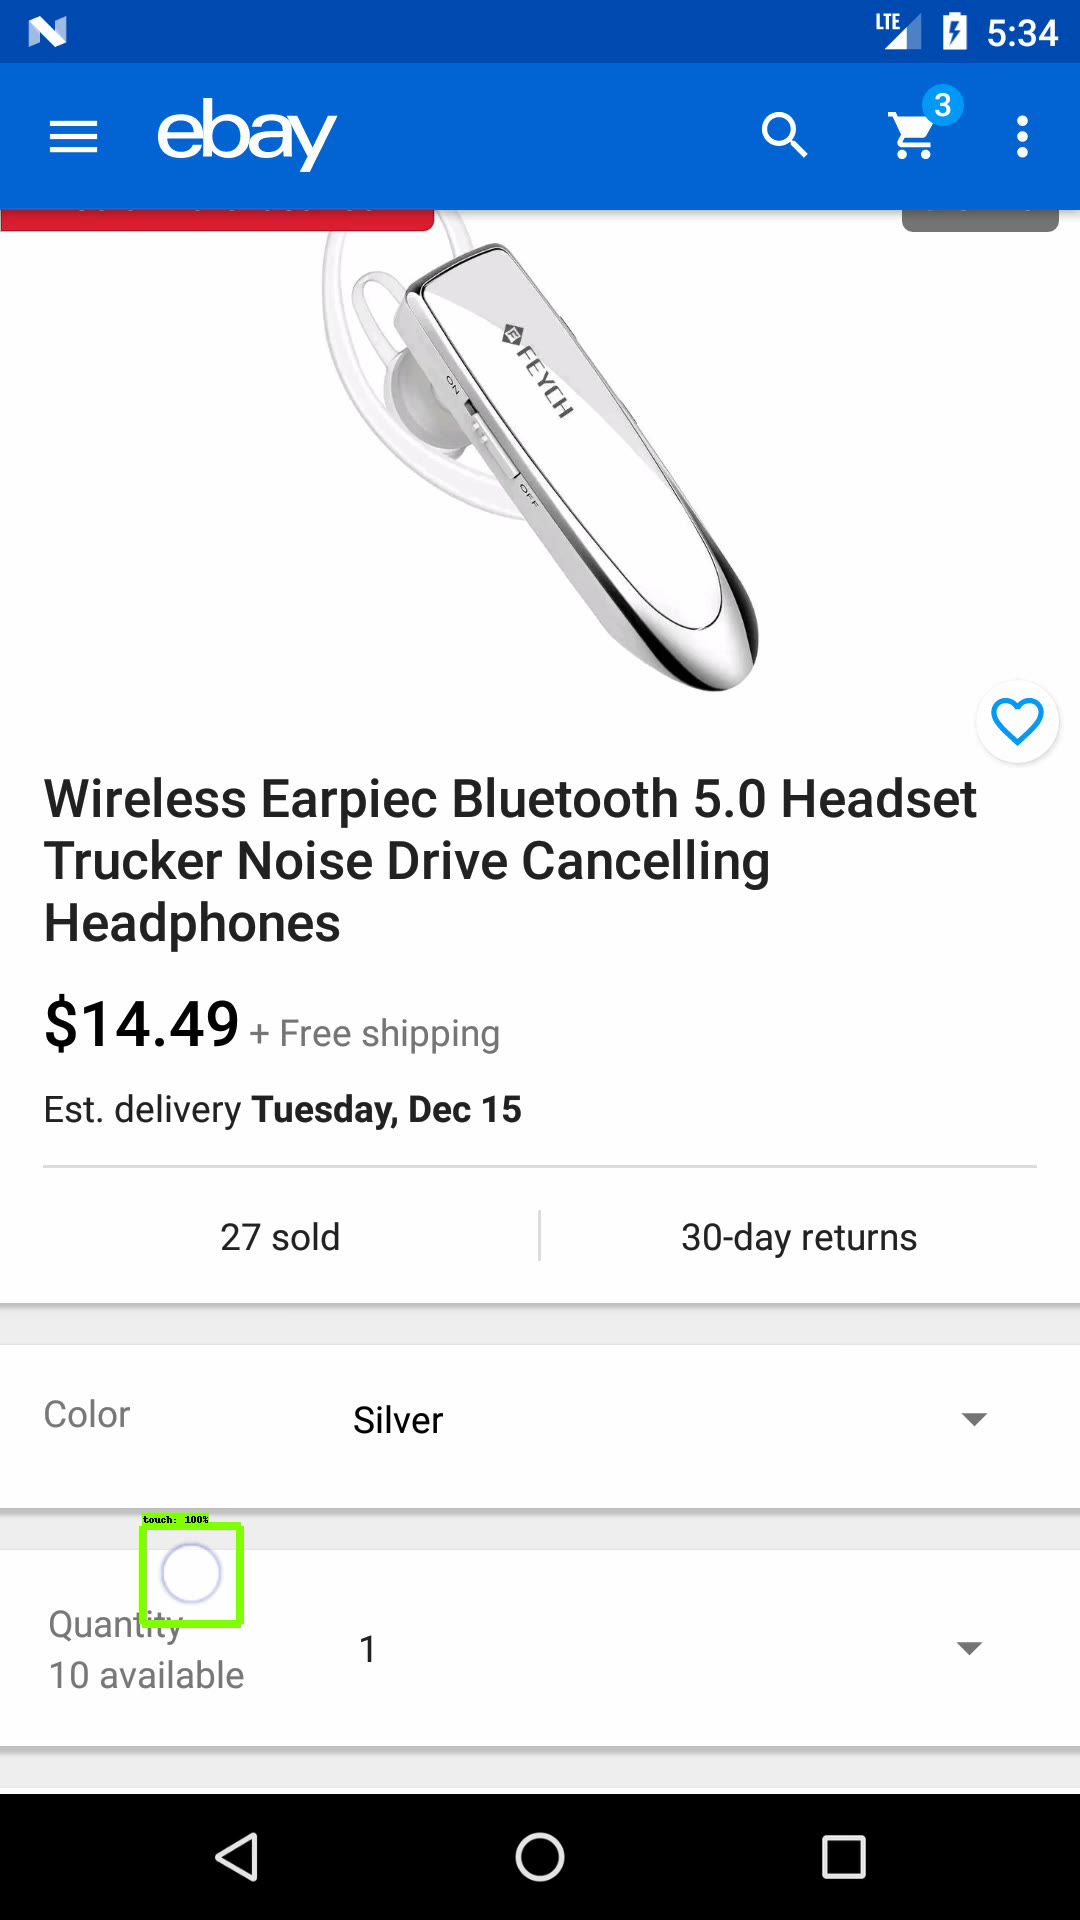 LTE 5:34
ebay 3
FEYCH
ON
OFF
Wireless Earpiec Bluetooth 5.0 Headset
Trucker Noise Drive Cancelling
Headphones
$14.49 + Free shipping
Est. delivery Tuesday, Dec 15
27 sold 30-day returns
Color Silver
touch: 100%
Quantity
1
10 available